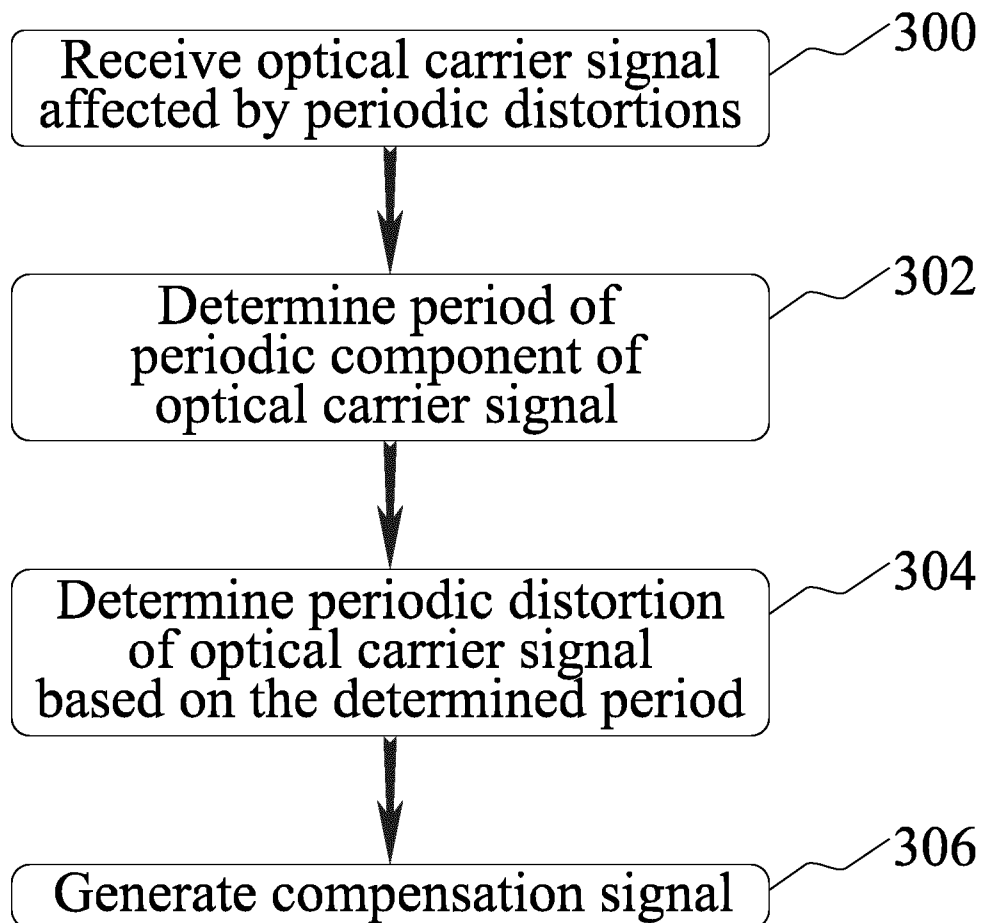 300
Receive optical carrier signal
affected by periodic distortions
302
Determine period of
periodic component of
optical carrier signal
304
Determine periodic distortion
of optical carrier signal
based on the determined period
306
Generate compensation signal